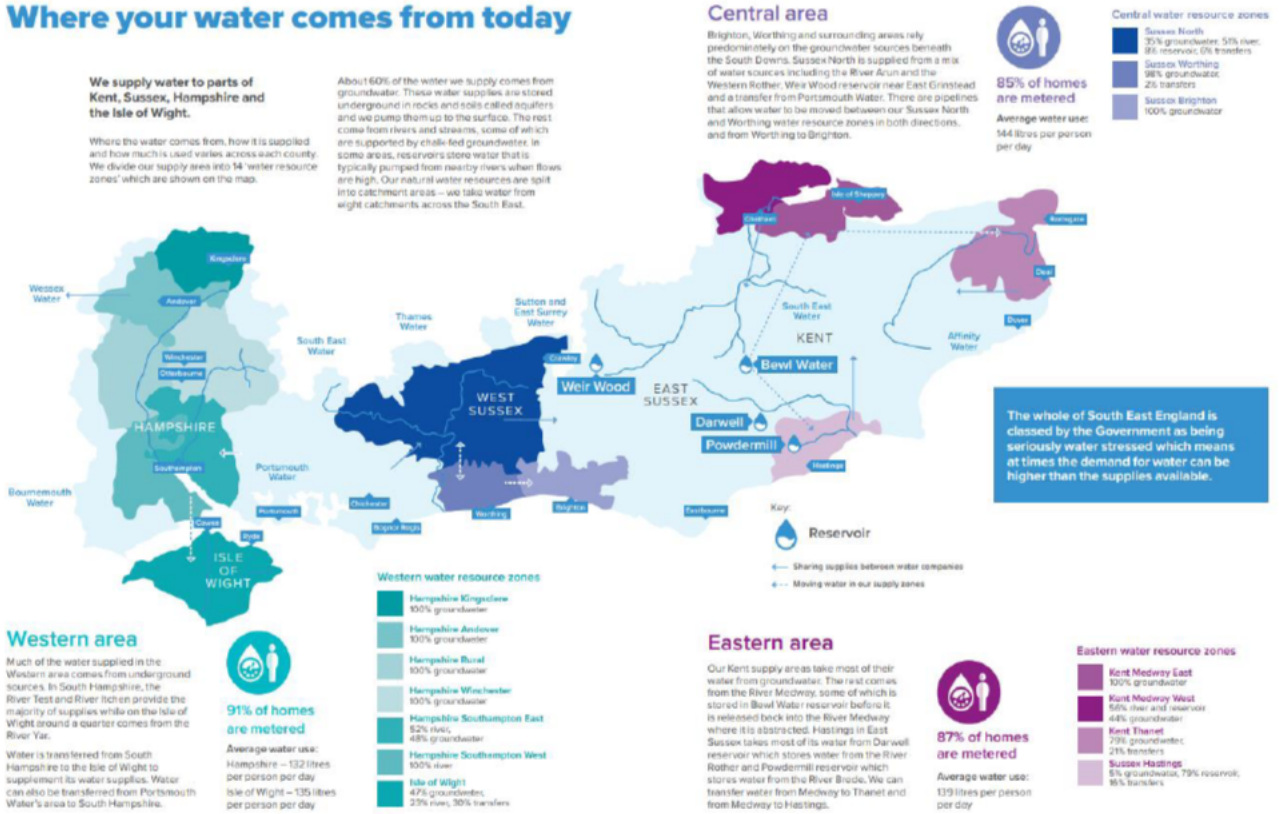 Where your water comes from today
We supply water to parts of
Kent, Sussex, Hampshire and
the Isle of Wight.
Where the water comes from, how it is supplied
and how much is used varies across each county.
We divide our supply area into 14 'water resource
zones' which are shown on the map.
About 60% of the water we supply comes from
groundwater. These water supplies are stored
underground in rocks and soils called aquifers
and we pump them up to the surface. The rest
come from rivers and streams, some of which
are supported by chalk-fed groundwater. In
some areas, reservoirs store water that is
typically pumped from nearby rivers when flows
are high. Our natural water resources are split
into catchment areas – we take water from
eight catchments across the South East.
Central area
Brighton, Worthing and surrounding areas rely
predominately on the groundwater sources beneath
the South Downs. Sussex North is supplied from a mix
of water sources including the River Arun and the
Western Rother, Weir Wood reservoir near East Grinstead
and a transfer from Portsmouth Water. There are pipelines
that allow water to be moved between our Sussex North
and Worthing water resource zones in both directions,
and from Worthing to Brighton.
85% of homes
are metered
Average water use:
144 litres per person
per day
Central water resource zones
Sussex North
35% groundwater, 51% river,
8% reservoir, 6% transfers
Sussex Worthing
98% groundwater,
2% transfers
Sussex Brighton
100% groundwater
Isle of Sheppey
Chatham
Ramsgate
Deal
Dover
Kingsclere
Wessex
Water
Andover
Winchester
Otterbourne
HAMPSHIRE
Southampton
Bournemouth
Water
Portsmouth
Water
Portsmouth
Cowes
Ryde
ISLE
OF
WIGHT
South East
Water
Thames
Water
Sutton and
East Surrey
Water
Crawley
Weir Wood
WEST
SUSSEX
EAST
SUSSEX
South East
Water
KENT
Bewl Water
Affinity
Water
Darwell
Powdermill
Hastings
Chichester
Bognor Regis
Worthing
Brighton
Eastbourne
The whole of South East England is
classed by the Government as being
seriously water stressed which means
at times the demand for water can be
higher than the supplies available.
Key:
Reservoir
Sharing supplies between water companies
Moving water in our supply zones
Western area
Much of the water supplied in the
Western area comes from underground
sources. In South Hampshire, the
River Test and River Itchen provide the
majority of supplies while on the Isle of
Wight around a quarter comes from the
River Yar.
Water is transferred from South
Hampshire to the Isle of Wight to
supplement its water supplies. Water
can also be transferred from Portsmouth
Water's area to South Hampshire.
91% of homes
are metered
Average water use:
Hampshire – 132 litres
per person per day
Isle of Wight – 135 litres
per person per day
Western water resource zones
Hampshire Kingsclere
100% groundwater
Hampshire Andover
100% groundwater
Hampshire Rural
100% groundwater
Hampshire Winchester
100% groundwater
Hampshire Southampton East
52% river,
48% groundwater
Hampshire Southampton West
100% river
Isle of Wight
47% groundwater,
23% river, 30% transfers
Eastern area
Our Kent supply areas take most of their
water from groundwater. The rest comes
from the River Medway, some of which is
stored in Bewl Water reservoir before it
is released back into the River Medway
where it is abstracted. Hastings in East
Sussex takes most of its water from Darwell
reservoir which stores water from the River
Rother and Powdermill reservoir which
stores water from the River Brede. We can
transfer water from Medway to Thanet and
from Medway to Hastings.
87% of homes
are metered
Average water use:
139 litres per person
per day
Eastern water resource zones
Kent Medway East
100% groundwater
Kent Medway West
56% river and reservoir
44% groundwater
Kent Thanet
79% groundwater,
21% transfers
Sussex Hastings
5% groundwater, 79% reservoir,
16% transfers